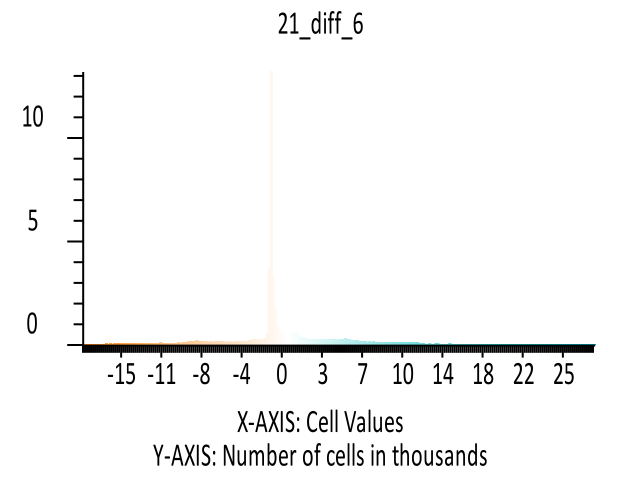 21_diff_6
10
5
0
-15 -11 -8 -4 0 3 7 10 14 18 22 25
X-AXIS: Cell Values
Y-AXIS: Number of cells in thousands